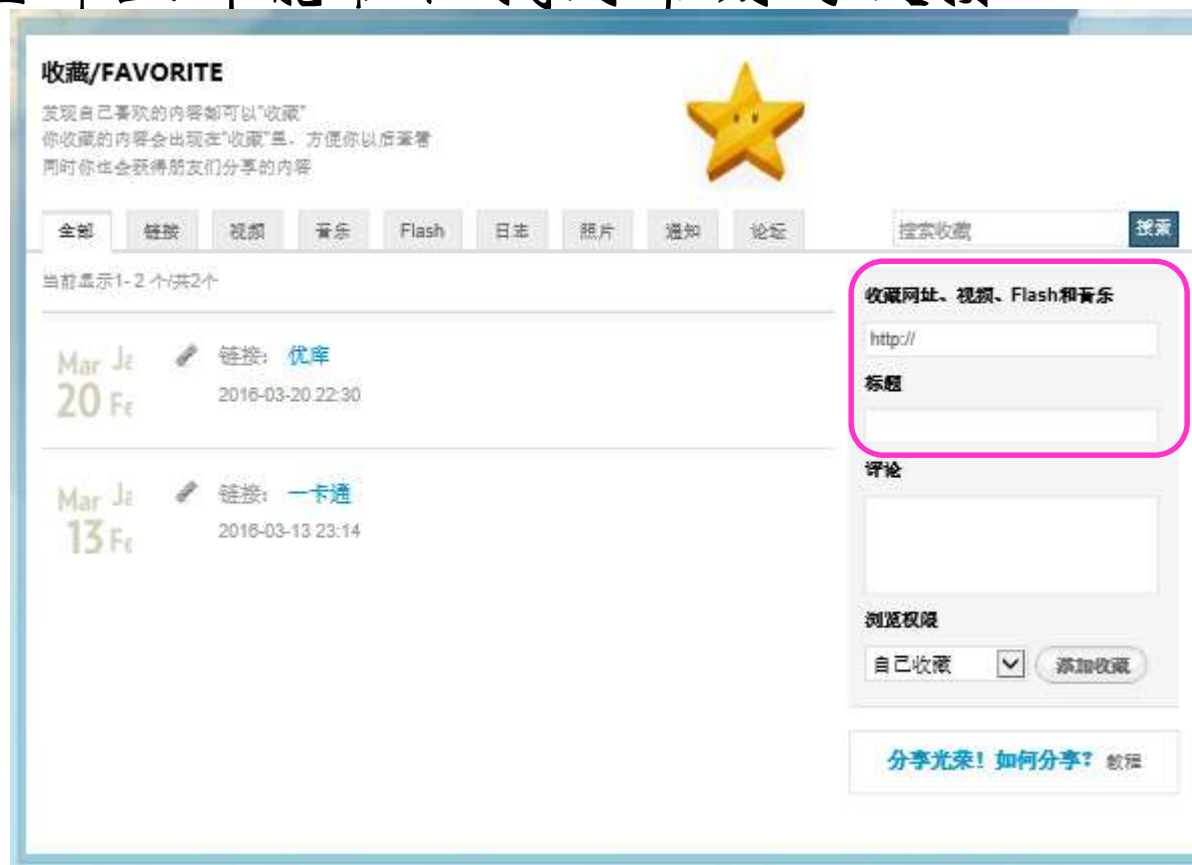 收藏/FAVORITE
发现自己喜欢的内容都可以"收藏"
你收藏的内容会出现在"收藏"里，方便你以后查看
同时你也会获得朋友们分享的内容
全部 链接 视频 音乐 Flash 日志 照片 通知 论坛
搜索收藏 搜索
当前显示1- 2 个/共2个
Mar Ja
20 Fe
链接：优库
2016-03-20 22:30
Mar Ja
13 Fe
链接：一卡通
2016-03-13 23:14
收藏网址、视频、Flash和音乐
http://
标题
评论
浏览权限
自己收藏 添加收藏
分享光荣！如何分享？ 教程